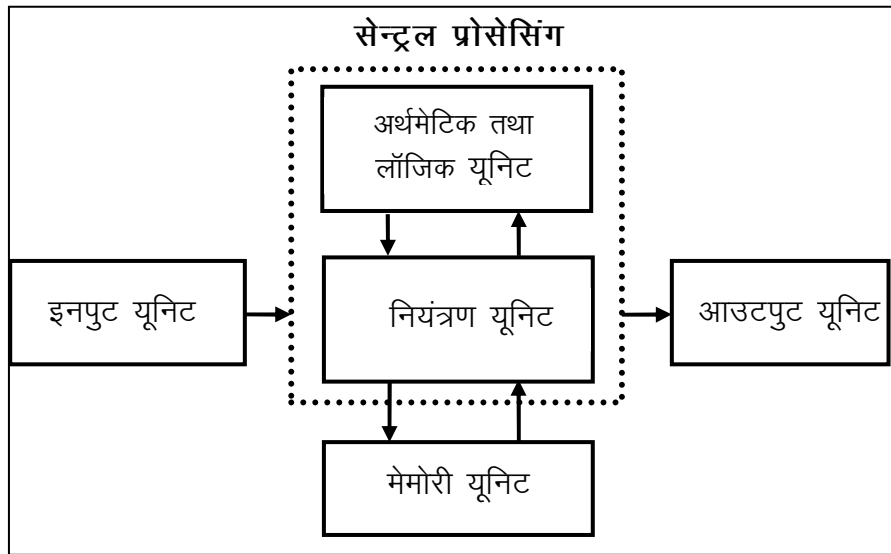 सेन्ट्रल प्रोसेसिंग
अर्थमेटिक तथा
लॉजिक यूनिट
इनपुट यूनिट
नियंत्रण यूनिट
आउटपुट यूनिट
मेमोरी यूनिट